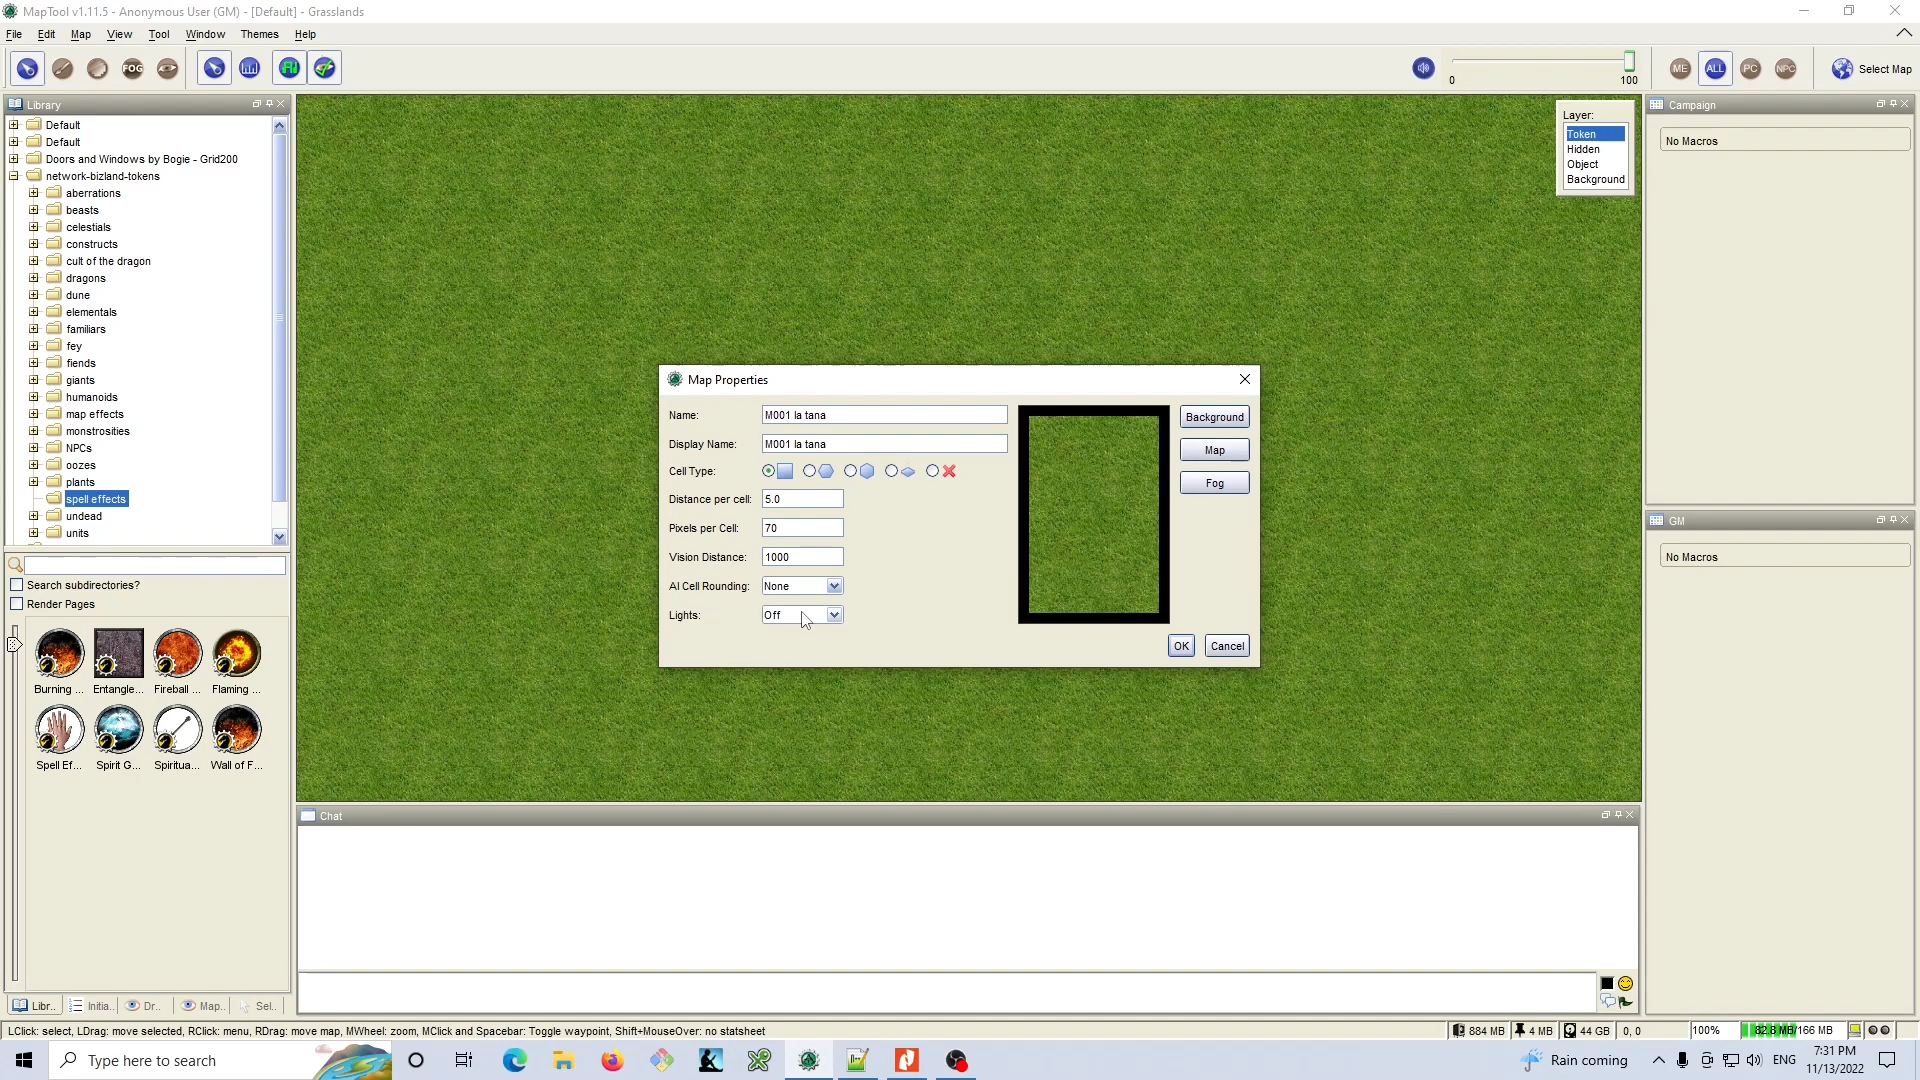 MapTool v1.11.5 - Anonymous User (GM) - [Default] - Grasslands
File Edit Map View Tool Window Themes Help
FOG
0 100
ME ALL PC NPC Select Map
Library
Default
Default
Doors and Windows by Bogie - Grid200
network-bizland-tokens
aberrations
beasts
celestials
constructs
cult of the dragon
dragons
dune
elementals
familiars
fey
fiends
giants
humanoids
map effects
monstrosities
NPCs
oozes
plants
spell effects
undead
units
Search subdirectories?
Render Pages
Burning ... Entangle... Fireball ... Flaming ...
Spell Ef... Spirit G... Spiritua... Wall of F...
Libr.. Initia.. Dr.. Map.. Sel..
Layer:
Token
Hidden
Object
Background
Map Properties
Name: M001 la tana
Display Name: M001 la tana
Cell Type:
Distance per cell: 5.0
Pixels per Cell: 70
Vision Distance: 1000
AI Cell Rounding: None
Lights: Off
Background
Map
Fog
OK Cancel
Chat
Campaign
No Macros
GM
No Macros
LClick: select, LDrag: move selected, RClick: menu, RDrag: move map, MWheel: zoom, MClick and Spacebar: Toggle waypoint, Shift+MouseOver: no statsheet
884 MB 4 MB 44 GB 0, 0 100% 82.8 MB/166 MB
Type here to search
Rain coming ENG 7:31 PM
11/13/2022